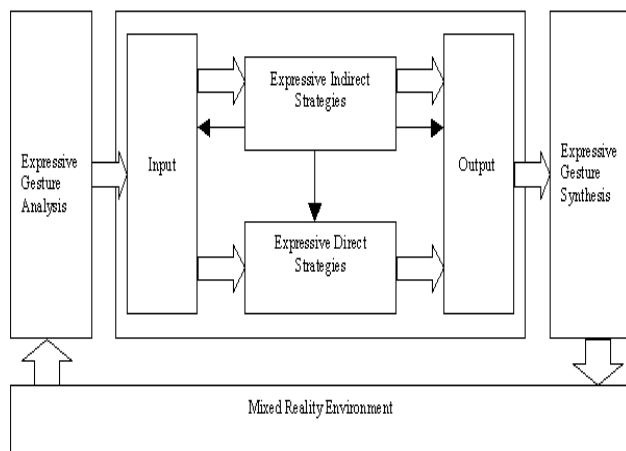 Expressive
Gesture
Analysis
Input
Expressive Indirect
Strategies
Expressive Direct
Strategies
Output
Expressive
Gesture
Synthesis
Mixed Reality Environment